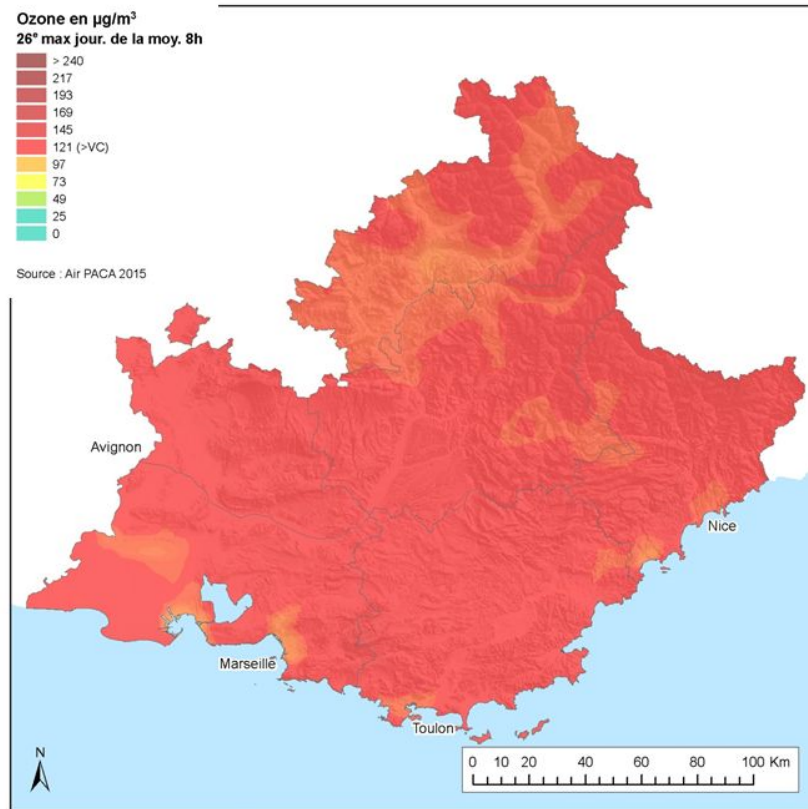 Ozone en µg/m³
26° max jour. de la moy. 8h
> 240
217
193
169
145
121 (>VC)
97
73
49
25
0
Source : Air PACA 2015
Avignon
Nice
Marseille
Toulon
N
0 10 20 40 60 80 100 Km